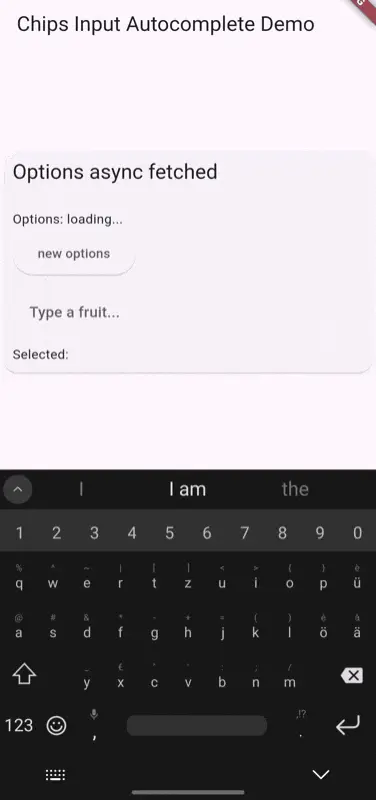 Chips Input Autocomplete Demo
Options async fetched
Options: loading...
new options
Type a fruit...
Selected:
I I am the
1 2 3 4 5 6 7 8 9 0
% ^ ~ | [ ] < > { }
q w e r t z u i o p ü
@ # & * - + = ( ) è à
a s d f g h j k l ö ä
_ € " ' : ; /
y x c v b n m
123 , ,!? .